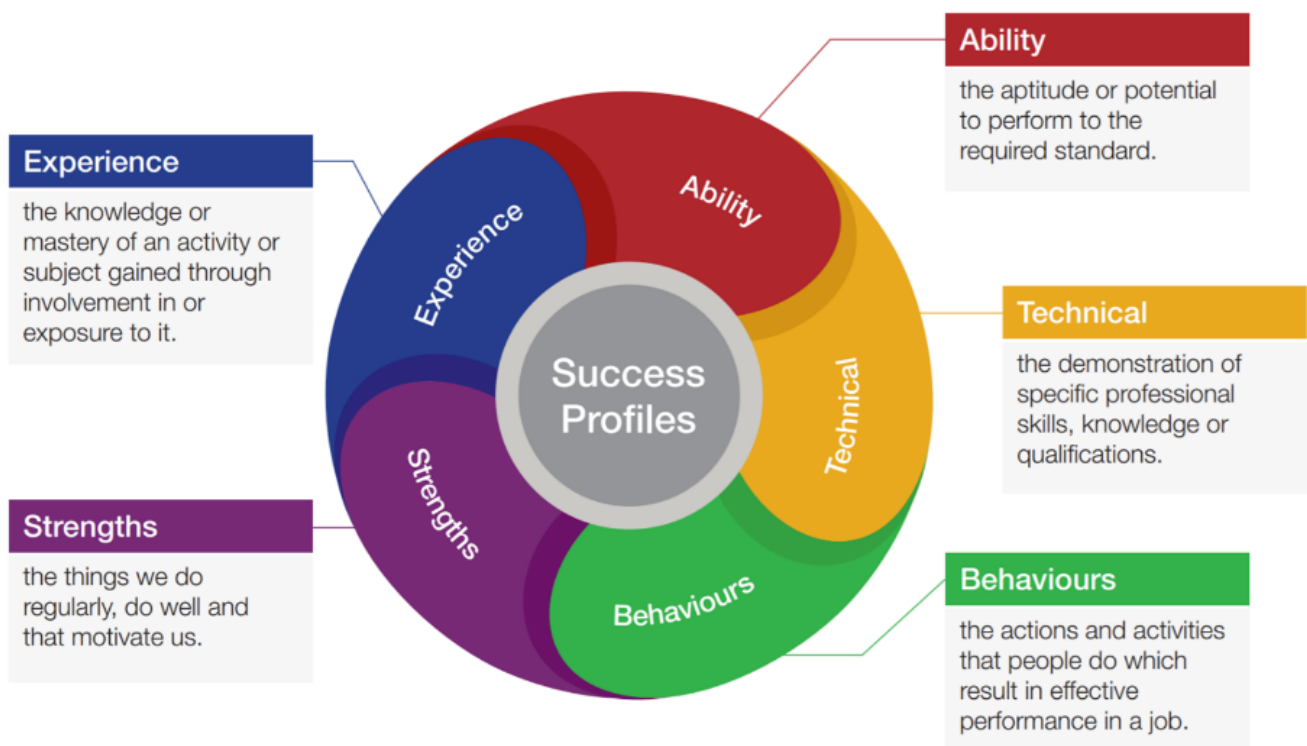 Ability
the aptitude or potential
to perform to the
required standard.
Experience
the knowledge or
mastery of an activity or
subject gained through
involvement in or
exposure to it.
Technical
the demonstration of
specific professional
skills, knowledge or
qualifications.
Strengths
the things we do
regularly, do well and
that motivate us.
Behaviours
the actions and activities
that people do which
result in effective
performance in a job.
Ability
Experience
Technical
Strengths
Behaviours
Success
Profiles